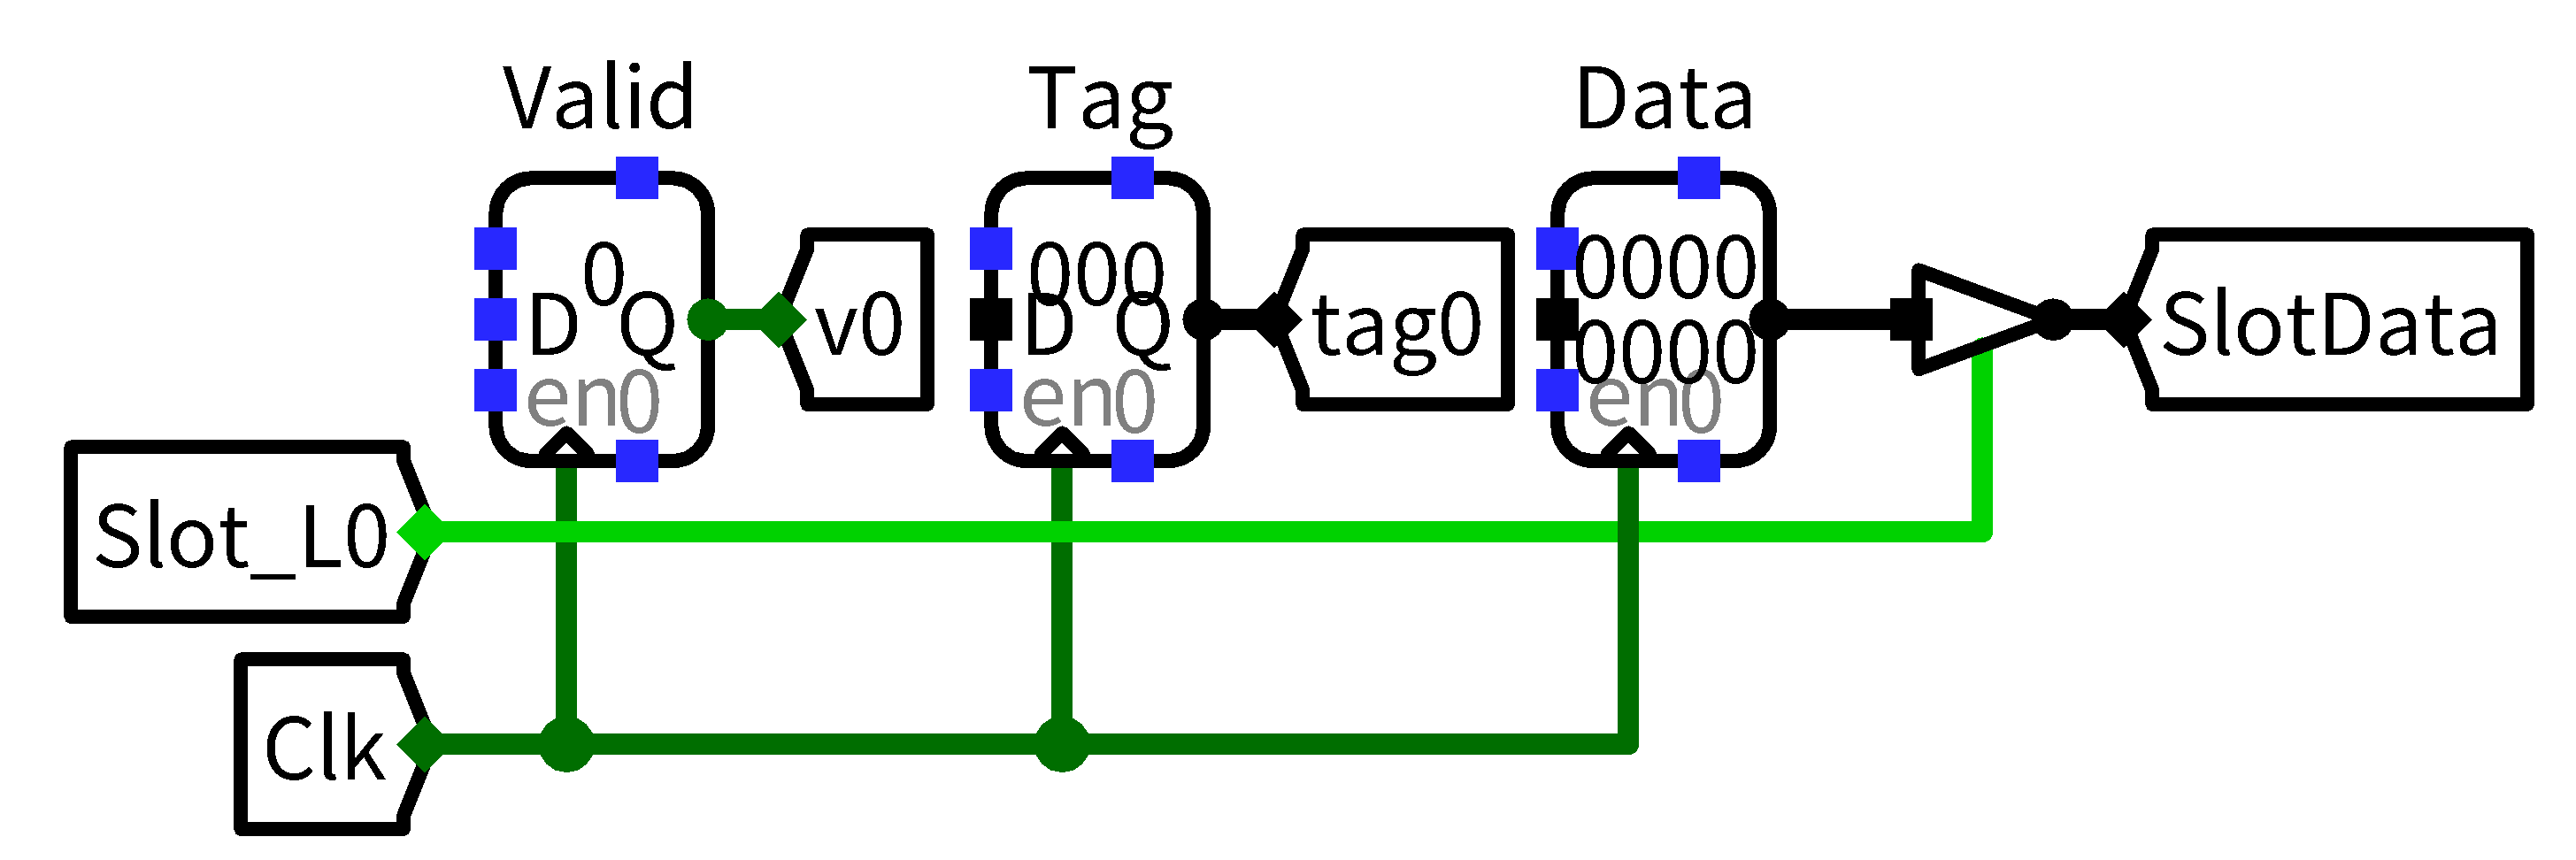 Valid
Tag
Data
0
D Q
en0
v0
000
D Q
en0
tag0
0000
0000
en0
SlotData
Slot_L0
Clk